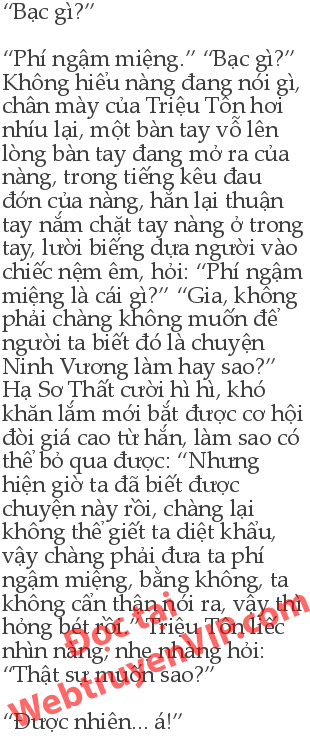 “Bạc gì?”
“Phí ngậm miệng.” “Bạc gì?”
Không hiểu nàng đang nói gì,
chân mày của Triệu Tôn hơi
nhíu lại, một bàn tay vỗ lên
lòng bàn tay đang mở ra của
nàng, trong tiếng kêu đau
đớn của nàng, hắn lại thuận
tay nắm chặt tay nàng ở trong
tay, lười biếng dựa người vào
chiếc nệm êm, hỏi: “Phí ngậm
miệng là cái gì?” “Gia, không
phải chàng không muốn để
người ta biết đó là chuyện
Ninh Vương làm hay sao?”
Hạ Sơ Thất cười hì hì, khó
khăn lắm mới bắt được cơ hội
đòi giá cao từ hắn, làm sao có
thể bỏ qua được: “Nhưng
hiện giờ ta đã biết được
chuyện này rồi, chàng lại
không thể giết ta diệt khẩu,
vậy chàng phải đưa ta phí
ngậm miệng, bằng không, ta
không cẩn thận nói ra, vậy thì
hỏng bét rồi.” Triệu Tôn liếc
nhìn nàng, nhẹ nhàng hỏi:
“Thật sự muốn sao?”
“Được nhiên... á!”
Đọc tại
WebtruyenVIP.com